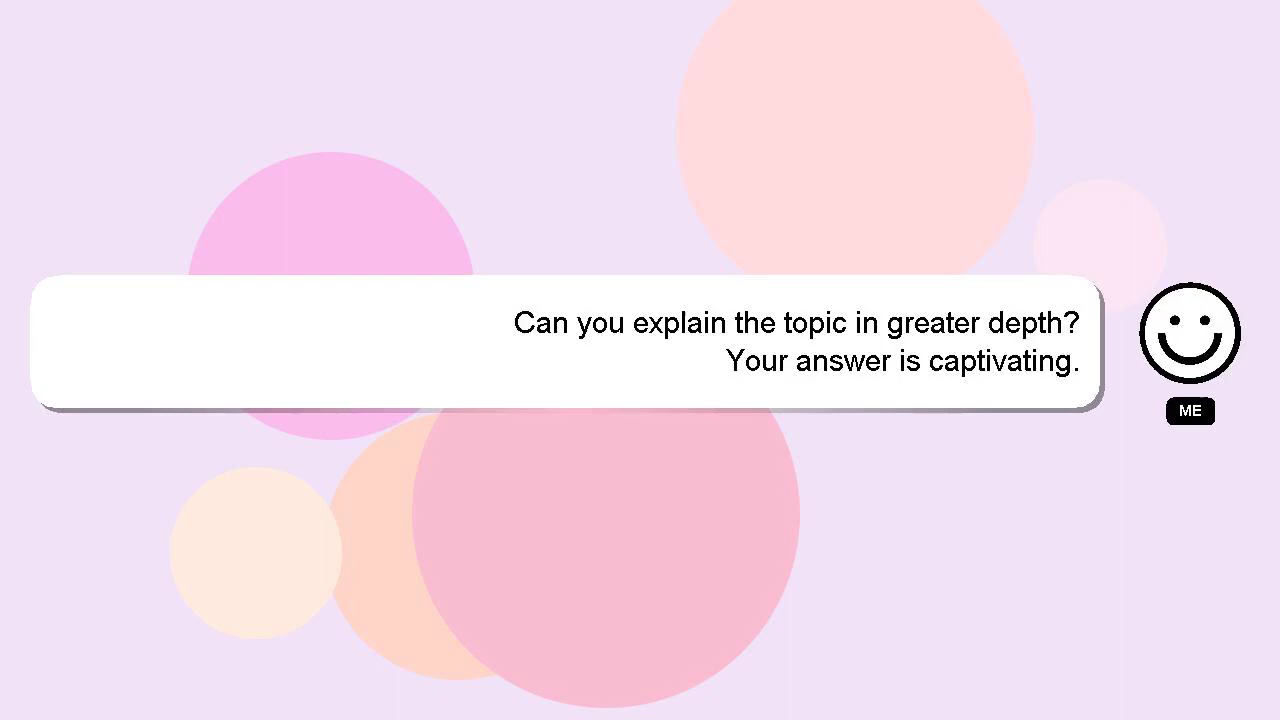 Can you explain the topic in greater depth?
Your answer is captivating.
ME